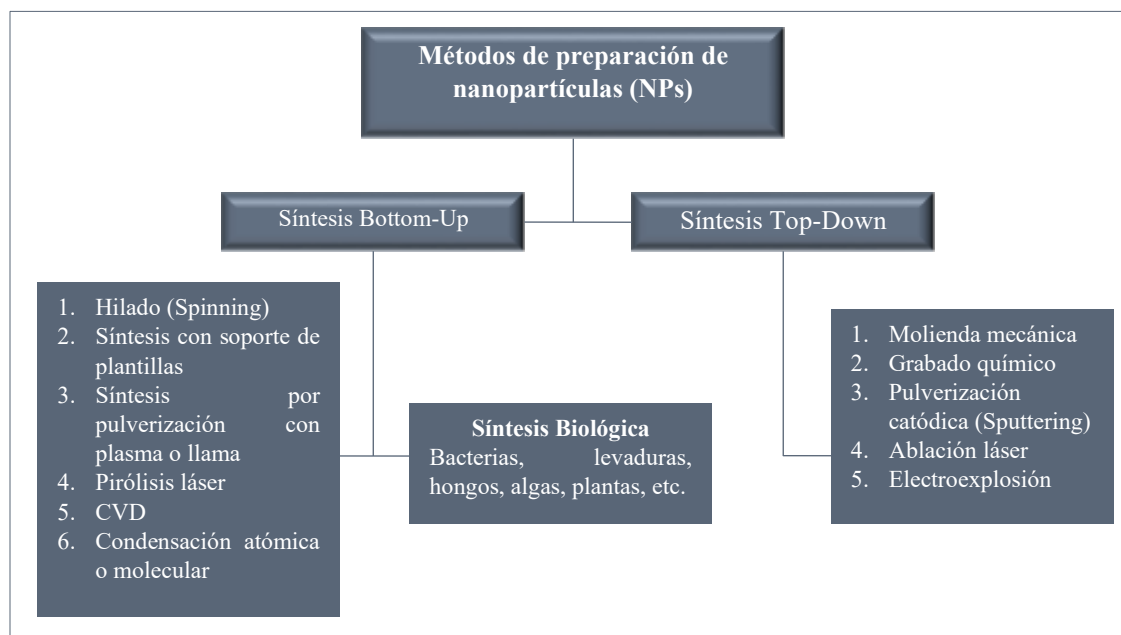 Métodos de preparación de
nanopartículas (NPs)
Síntesis Bottom-Up
Síntesis Top-Down
1. Hilado (Spinning)
2. Síntesis con soporte de
plantillas
3. Síntesis por
pulverización con
plasma o llama
4. Pirólisis láser
5. CVD
6. Condensación atómica
o molecular
Síntesis Biológica
Bacterias, levaduras,
hongos, algas, plantas, etc.
1. Molienda mecánica
2. Grabado químico
3. Pulverización
catódica (Sputtering)
4. Ablación láser
5. Electroexplosión